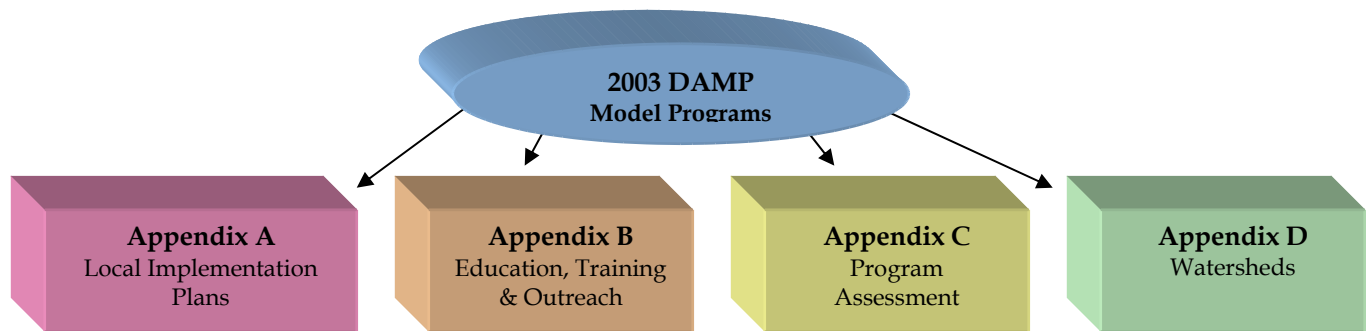 2003 DAMP
Model Programs
Appendix A
Local Implementation
Plans
Appendix B
Education, Training
& Outreach
Appendix C
Program
Assessment
Appendix D
Watersheds